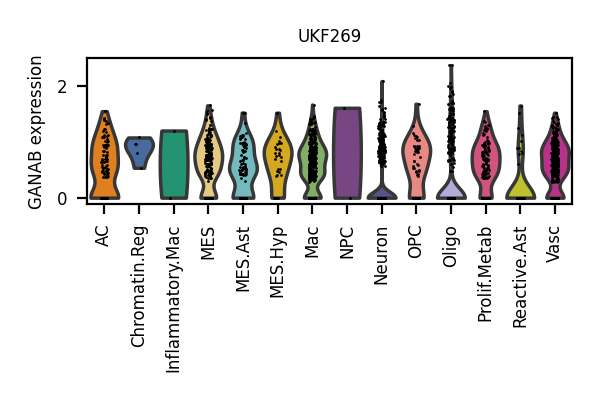 UKF269
GANAB expression
2
0
AC
Chromatin.Reg
Inflammatory.Mac
MES
MES.Ast
MES.Hyp
Mac
NPC
Neuron
OPC
Oligo
Prolif.Metab
Reactive.Ast
Vasc